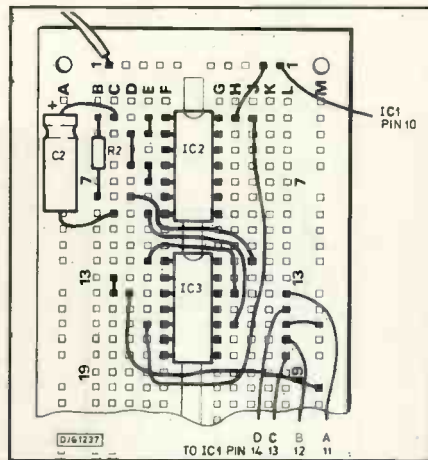 1 1
A B C D E F G H J K L M
+
IC1
PIN 10
C2 R2 IC2
7 7
13 IC3 13
19 19
D C B A
D/G1237
TO IC1 PIN 14 13 12 11